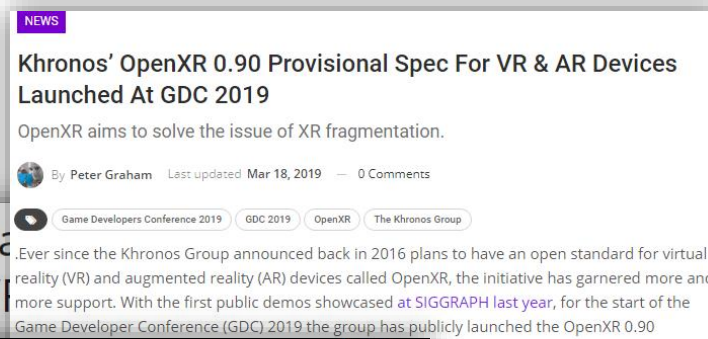 NEWS
Khronos’ OpenXR 0.90 Provisional Spec For VR & AR Devices
Launched At GDC 2019
OpenXR aims to solve the issue of XR fragmentation.
By Peter Graham Last updated Mar 18, 2019 — 0 Comments
Game Developers Conference 2019 GDC 2019 OpenXR The Khronos Group
.Ever since the Khronos Group announced back in 2016 plans to have an open standard for virtual
reality (VR) and augmented reality (AR) devices called OpenXR, the initiative has garnered more and
more support. With the first public demos showcased at SIGGRAPH last year, for the start of the
Game Developer Conference (GDC) 2019 the group has publicly launched the OpenXR 0.90